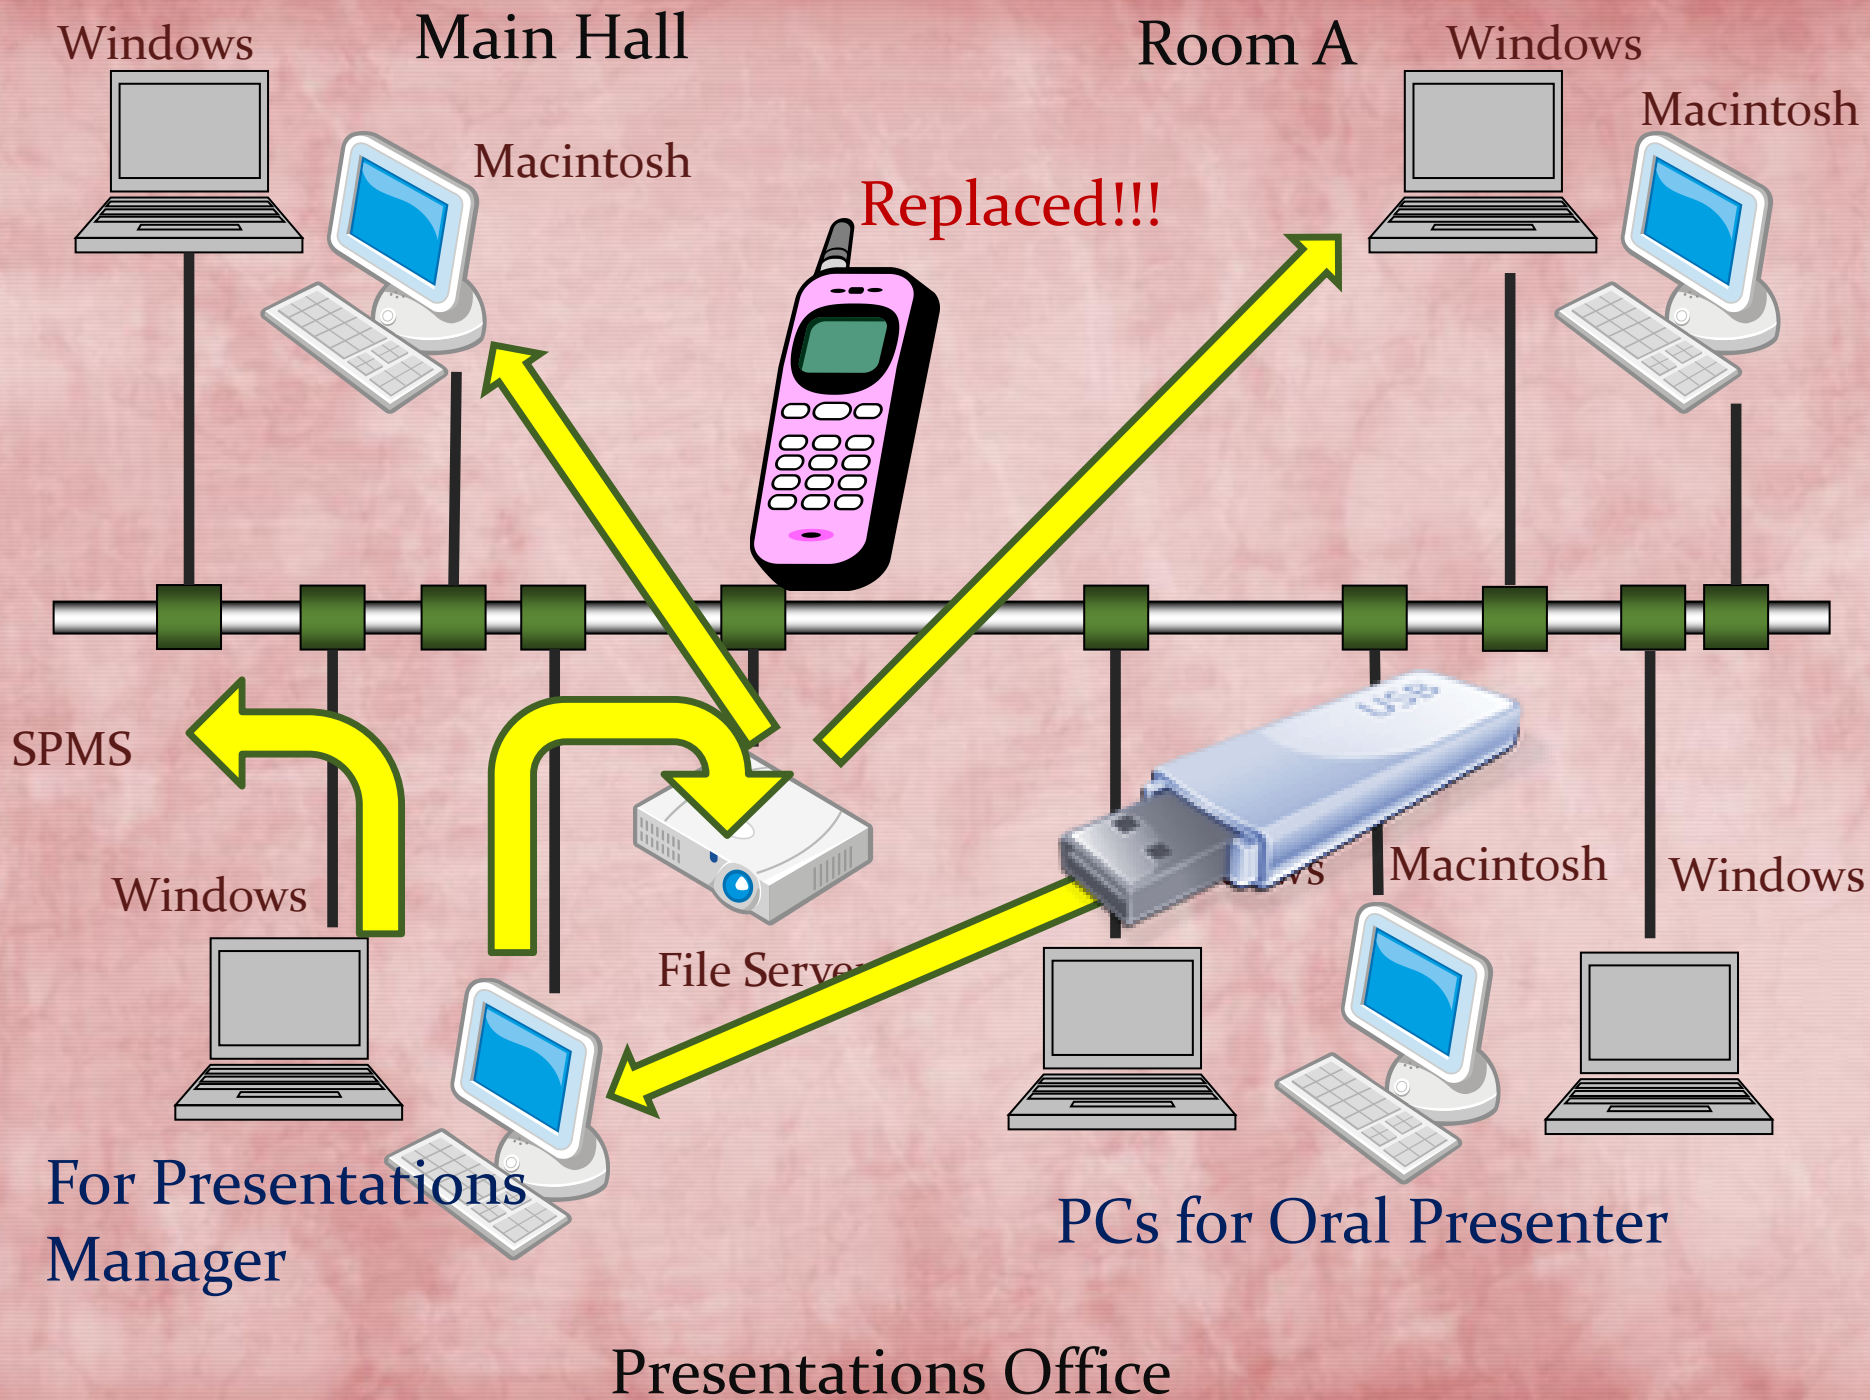 Windows
Main Hall
Room A
Windows
Macintosh
Macintosh
Replaced!!!
USB
SPMS
Windows
Macintosh
Windows
File
For Presentations
Manager
PCs for Oral Presenter
Presentations Office